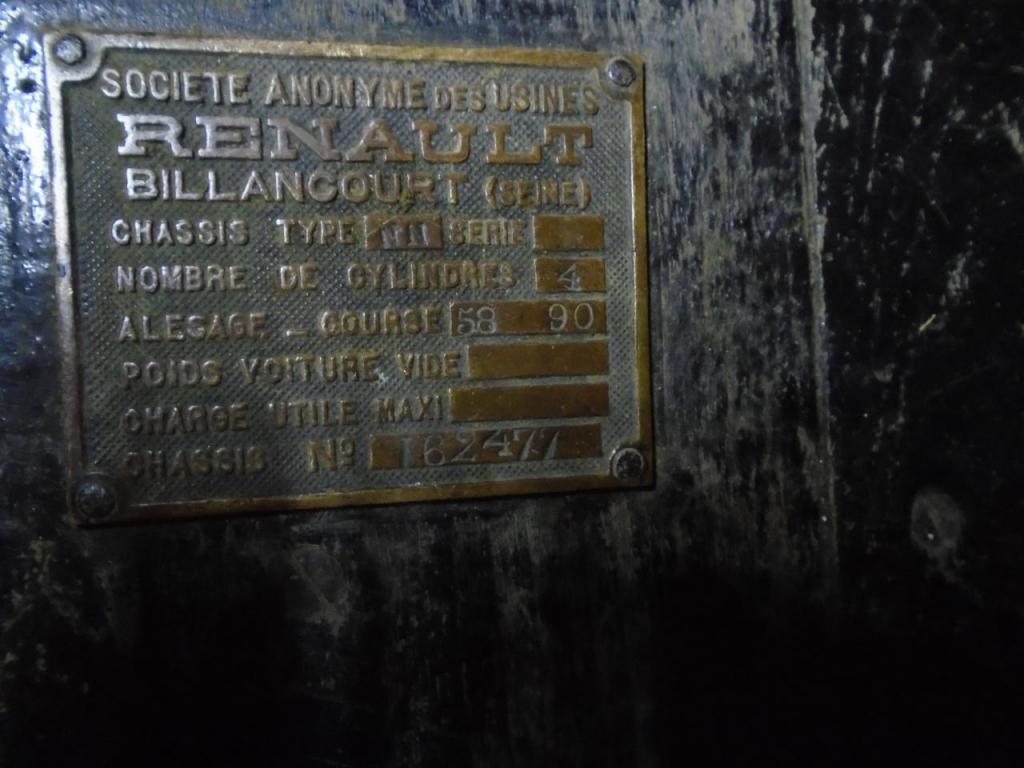 SOCIETE ANONYME DES USINES
RENAULT
BILLANCOURT (SEINE)
CHASSIS TYPE NN SERIE
NOMBRE DE CYLINDRES 4
ALESAGE - COURSE 58 90
POIDS VOITURE VIDE
CHARGE UTILE MAXI
CHASSIS Nº 162477